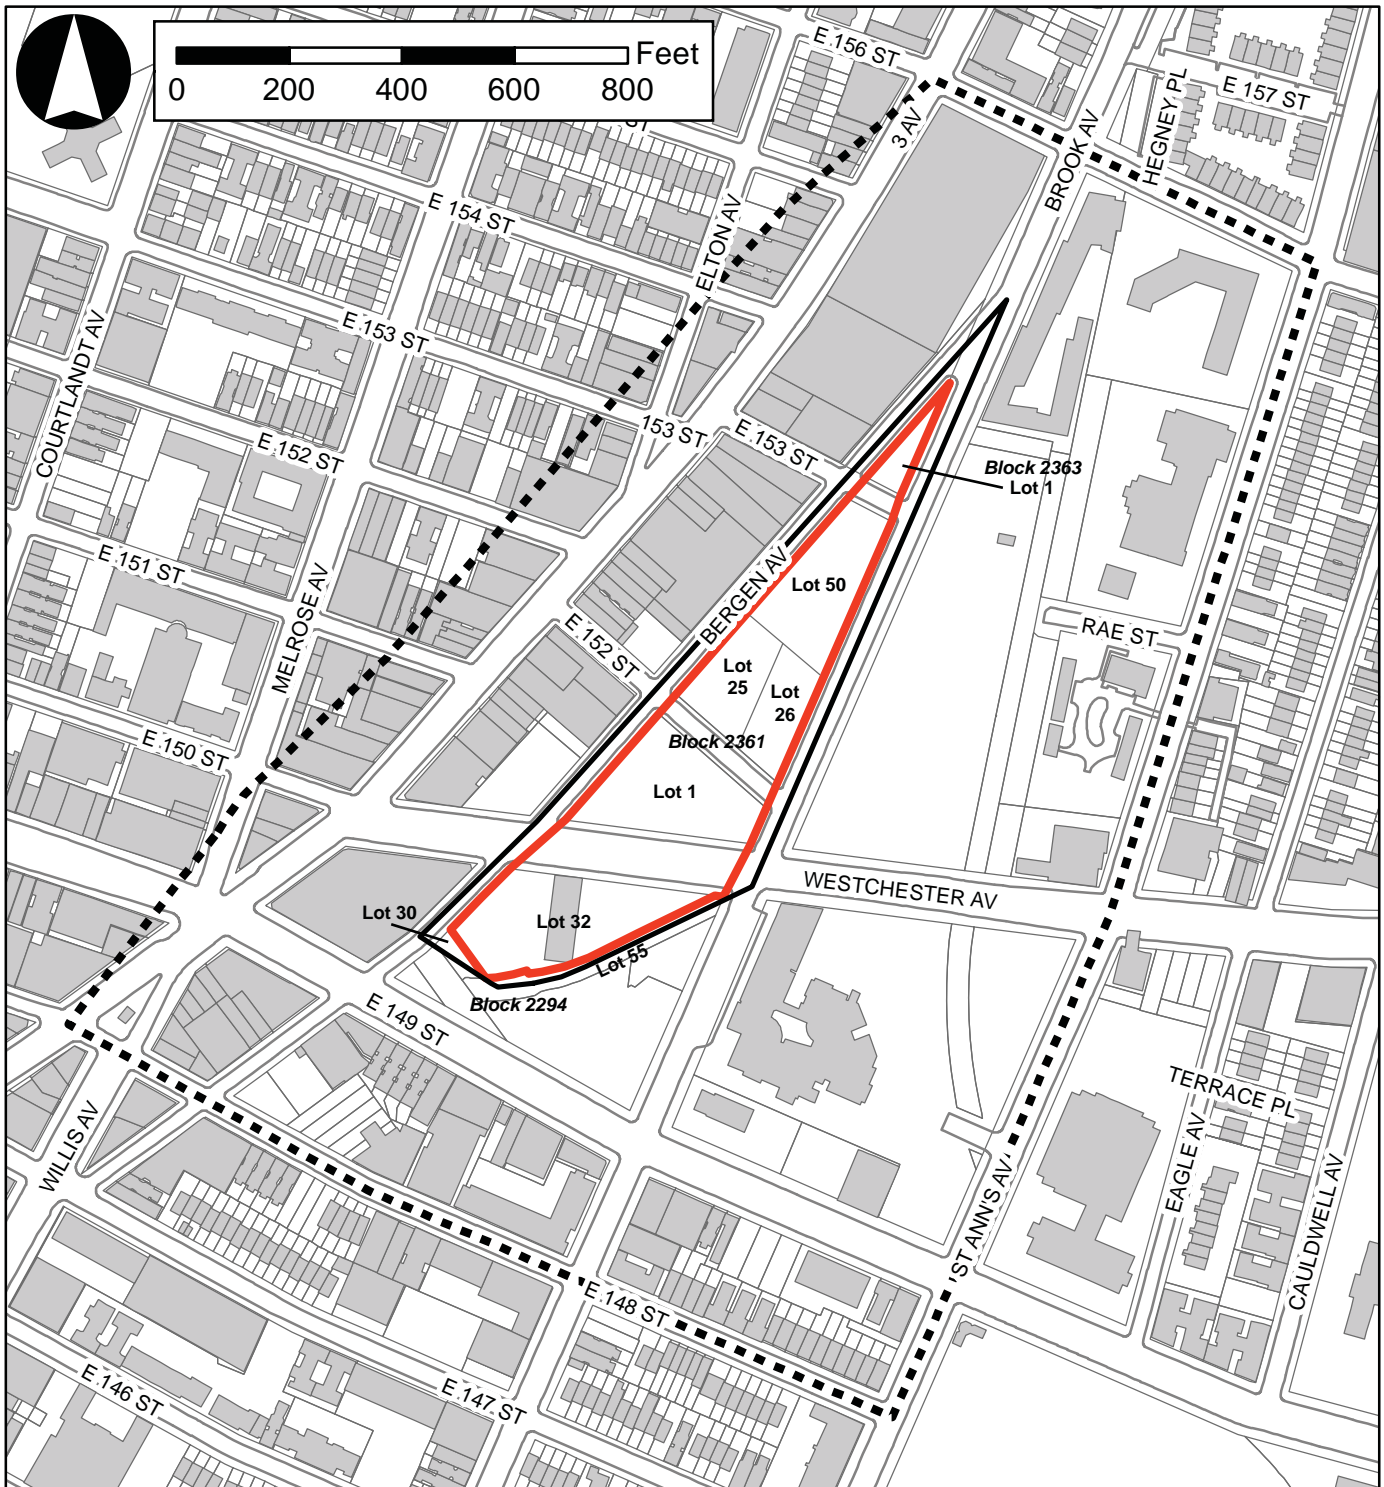 Feet
0 200 400 600 800
E 156 ST
E 157 ST
HEGNEY PL
3 AV
BROOK AV
ST
E 154 ST
ELTON AV
E 153 ST
COURTLANDT AV
153 ST
E 153 ST
E 152 ST
Block 2363
Lot 1
E 151 ST
MELROSE AV
BERGEN AV
Lot 50
E 152 ST
RAE ST
Lot
25
Lot
26
E 150 ST
Block 2361
Lot 1
WESTCHESTER AV
Lot 30
Lot 32
Lot 55
Block 2294
E 149 ST
WILLIS AV
TERRACE PL
EAGLE AV
ST ANN'S AV
CAULDWELL AV
E 148 ST
E 147 ST
E 146 ST